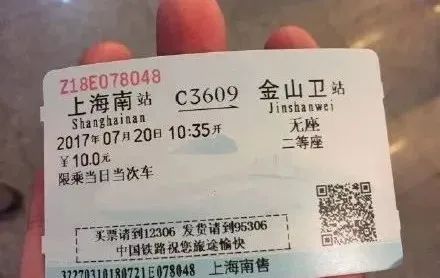 Z18E078048
上海南站 C3609 金山卫站
Shanghainan Jinshanwei
2017年07月20日 10:35开 无座
￥10.0元 二等座
限乘当日当次车
买票请到12306 发货请到95306
中国铁路祝您旅途愉快
32270310180721E078048 上海南售